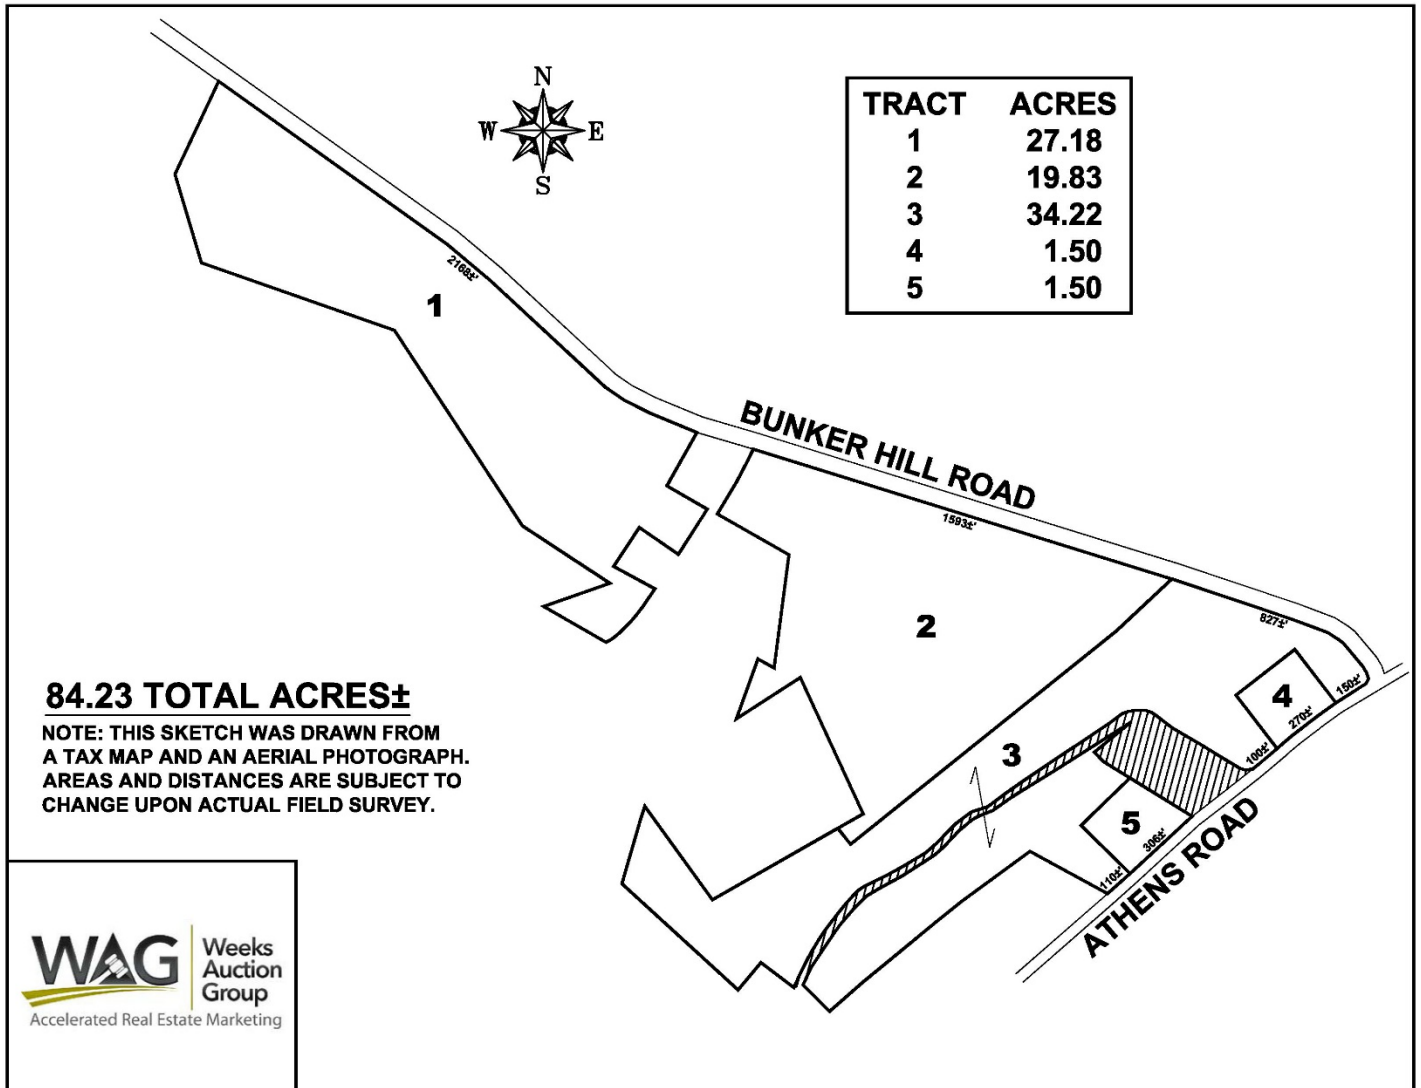 N
W E
S
TRACT ACRES
1 27.18
2 19.83
3 34.22
4 1.50
5 1.50
2168±'
1
BUNKER HILL ROAD
1593±'
2
827±'
84.23 TOTAL ACRES±
NOTE: THIS SKETCH WAS DRAWN FROM
A TAX MAP AND AN AERIAL PHOTOGRAPH.
AREAS AND DISTANCES ARE SUBJECT TO
CHANGE UPON ACTUAL FIELD SURVEY.
4
150±'
270±'
100±'
3
5
306±'
110±'
ATHENS ROAD
WAG
Weeks
Auction
Group
Accelerated Real Estate Marketing